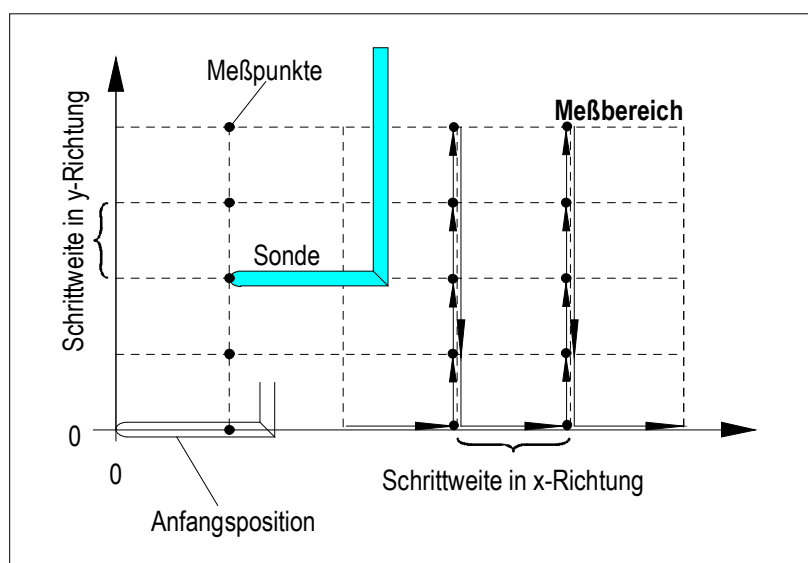 Meßpunkte
Meßbereich
Schrittweite in y-Richtung
Sonde
0
0
Schrittweite in x-Richtung
Anfangsposition